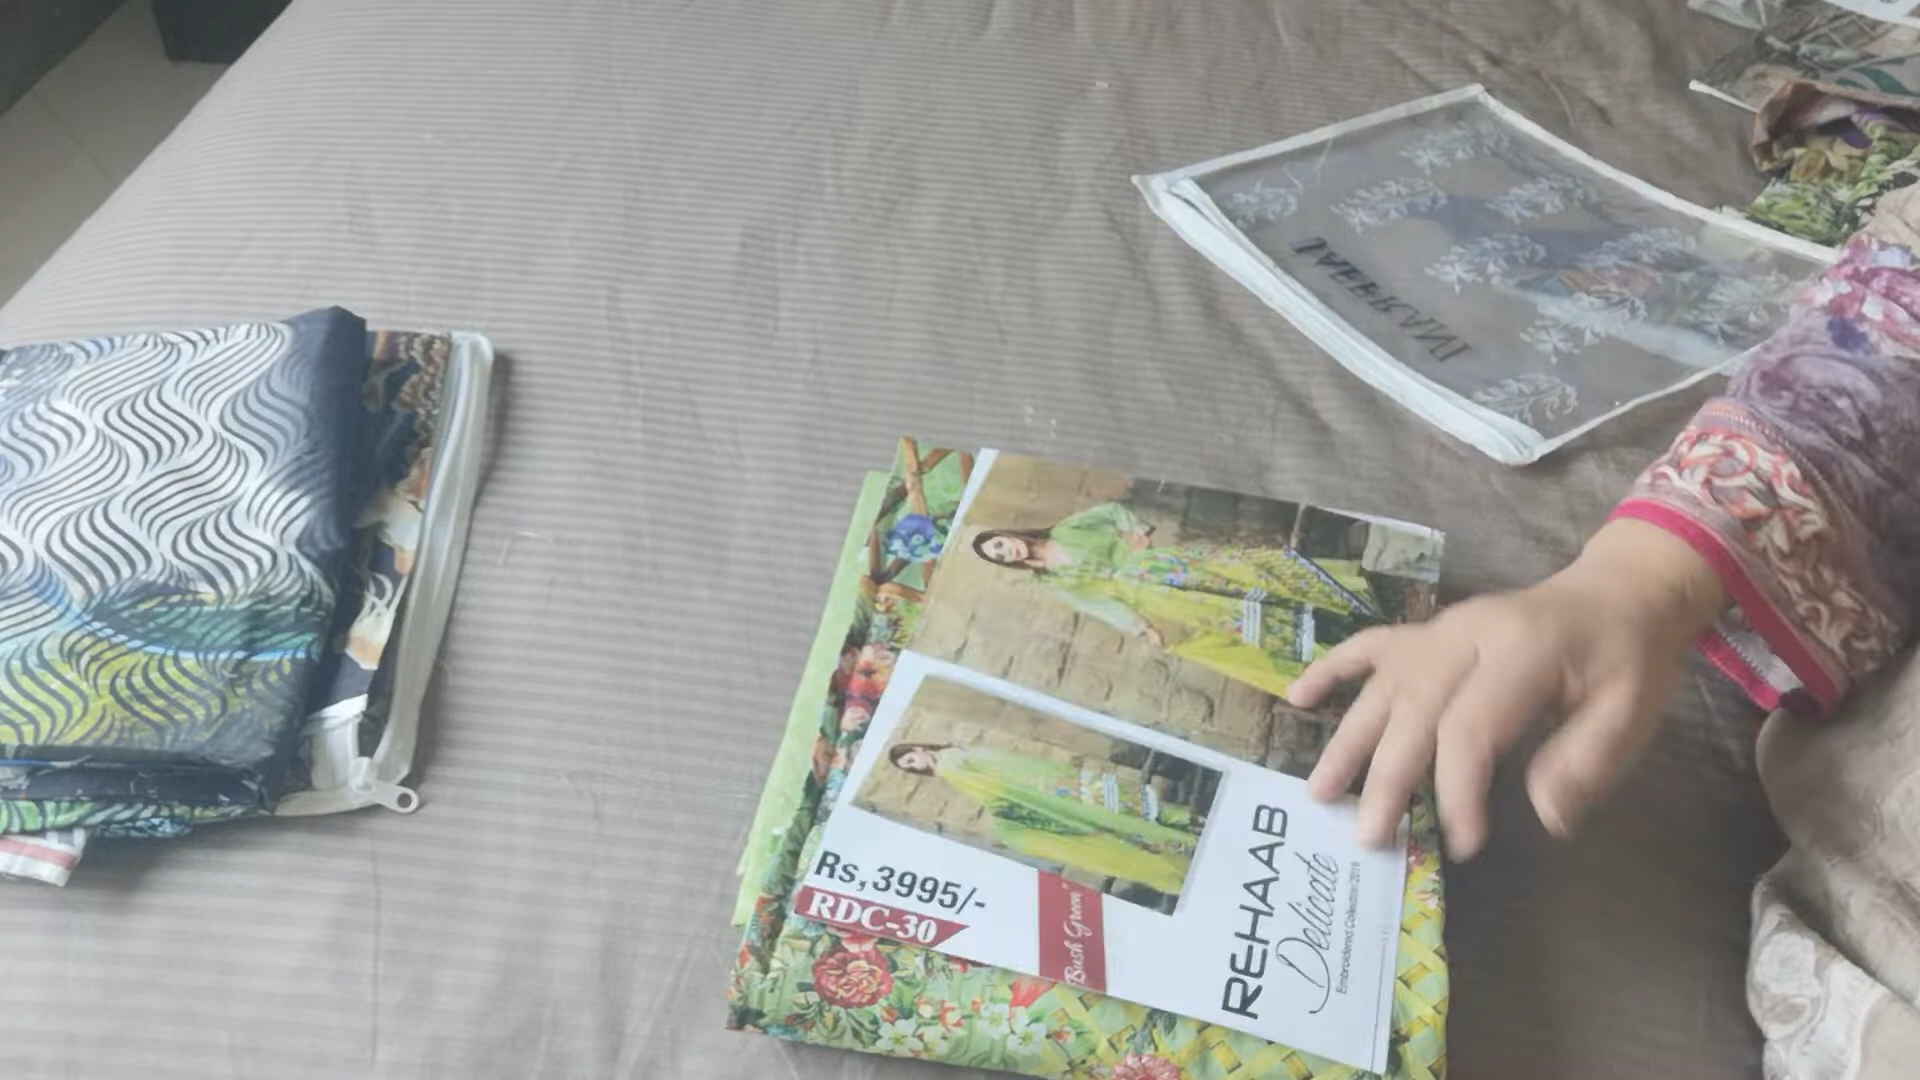 Rs, 3995/-
RDC-30
"Bush Green"
REHAAB
Delicate
Embroidered Collection 2019